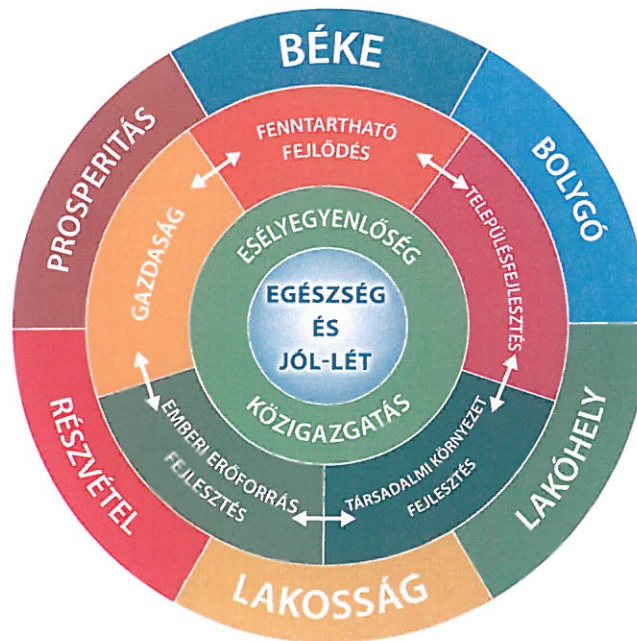 BÉKE
BOLYGÓ
LAKÓHELY
LAKOSSÁG
RÉSZVÉTEL
PROSPERITÁS
FENNTARTHATÓ
FEJLŐDÉS
TELEPÜLÉSFEJLESZTÉS
TÁRSADALMI KÖRNYEZET
FEJLESZTÉS
EMBERI ERŐFORRÁS
FEJLESZTÉS
GAZDASÁG
ESÉLYEGYENLŐSÉG
KÖZIGAZGATÁS
EGÉSZSÉG
ÉS
JÓL-LÉT